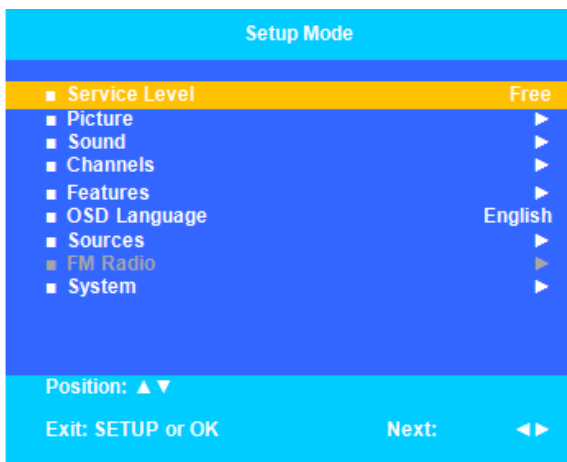 Setup Mode
■ Service Level Free
■ Picture ►
■ Sound ►
■ Channels ►
■ Features ►
■ OSD Language English
■ Sources ►
■ FM Radio ►
■ System ►
Position: ▲▼
Exit: SETUP or OK Next: ◄►